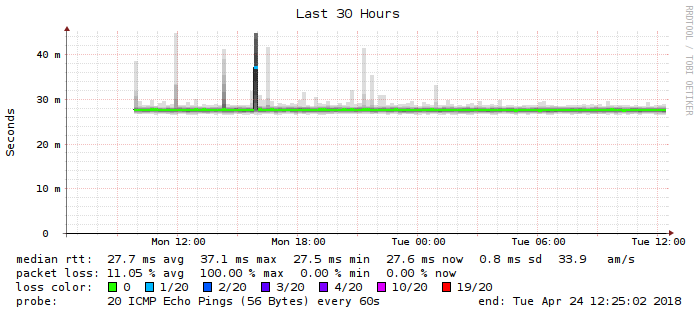 Last 30 Hours
RRDTOOL / TOBI OETIKER
Seconds
40 m
30 m
20 m
10 m
0
Mon 12:00 Mon 18:00 Tue 00:00 Tue 06:00 Tue 12:00
median rtt: 27.7 ms avg 37.1 ms max 27.5 ms min 27.6 ms now 0.8 ms sd 33.9 am/s
packet loss: 11.05 % avg 100.00 % max 0.00 % min 0.00 % now
loss color: 0 1/20 2/20 3/20 4/20 10/20 19/20
probe: 20 ICMP Echo Pings (56 Bytes) every 60s end: Tue Apr 24 12:25:02 2018